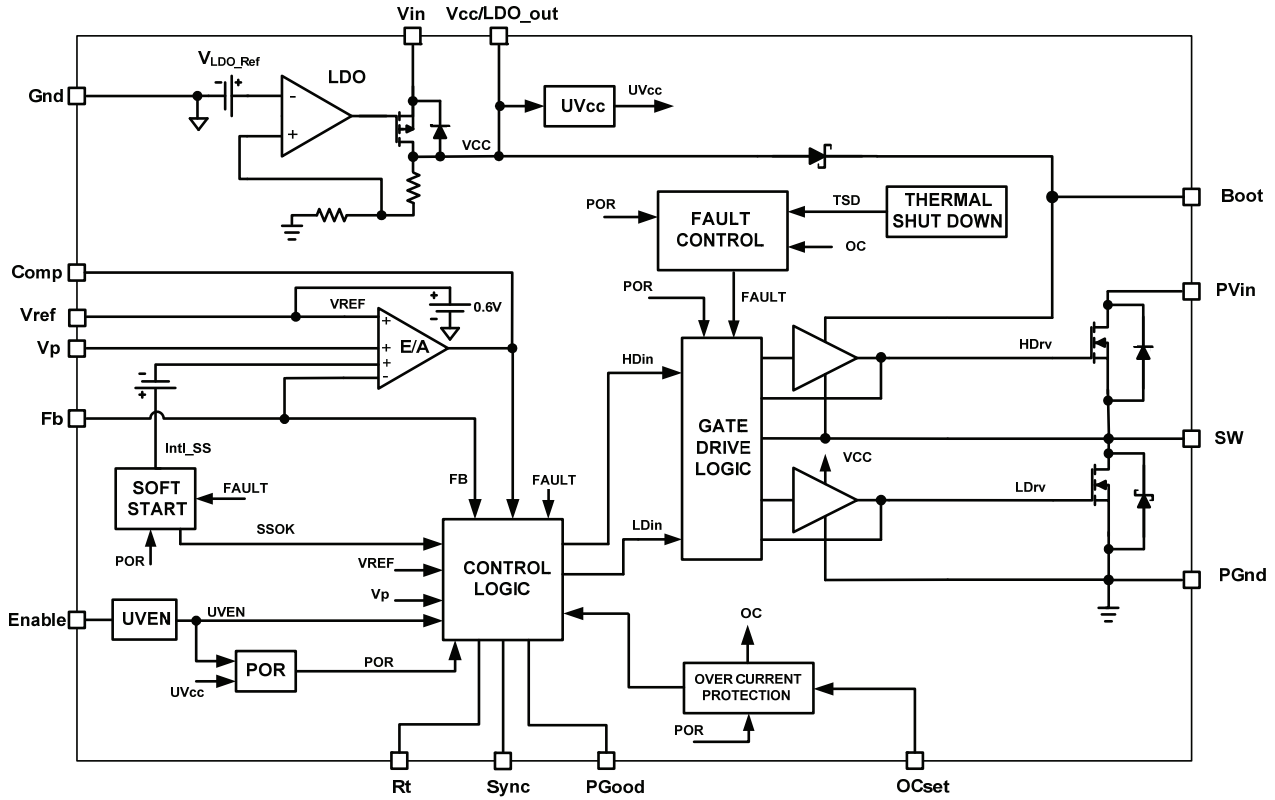 Vin
Vcc/LDO_out
VLDO_Ref
- +
LDO
Gnd
-
+
UVcc
UVcc
VCC
Boot
POR
FAULT
CONTROL
TSD
THERMAL
SHUT DOWN
OC
Comp
POR
FAULT
PVin
Vref
VREF
+
-
0.6V
Vp
+
+
+
-
E/A
HDin
HDrv
-
+
Fb
Intl_SS
GATE
DRIVE
LOGIC
SW
VCC
SOFT
START
FAULT
FB
FAULT
LDrv
SSOK
LDin
POR
VREF
CONTROL
LOGIC
PGnd
Vp
Enable
UVEN
UVEN
OC
POR
POR
UVcc
OVER CURRENT
PROTECTION
POR
Rt
Sync
PGood
OCset